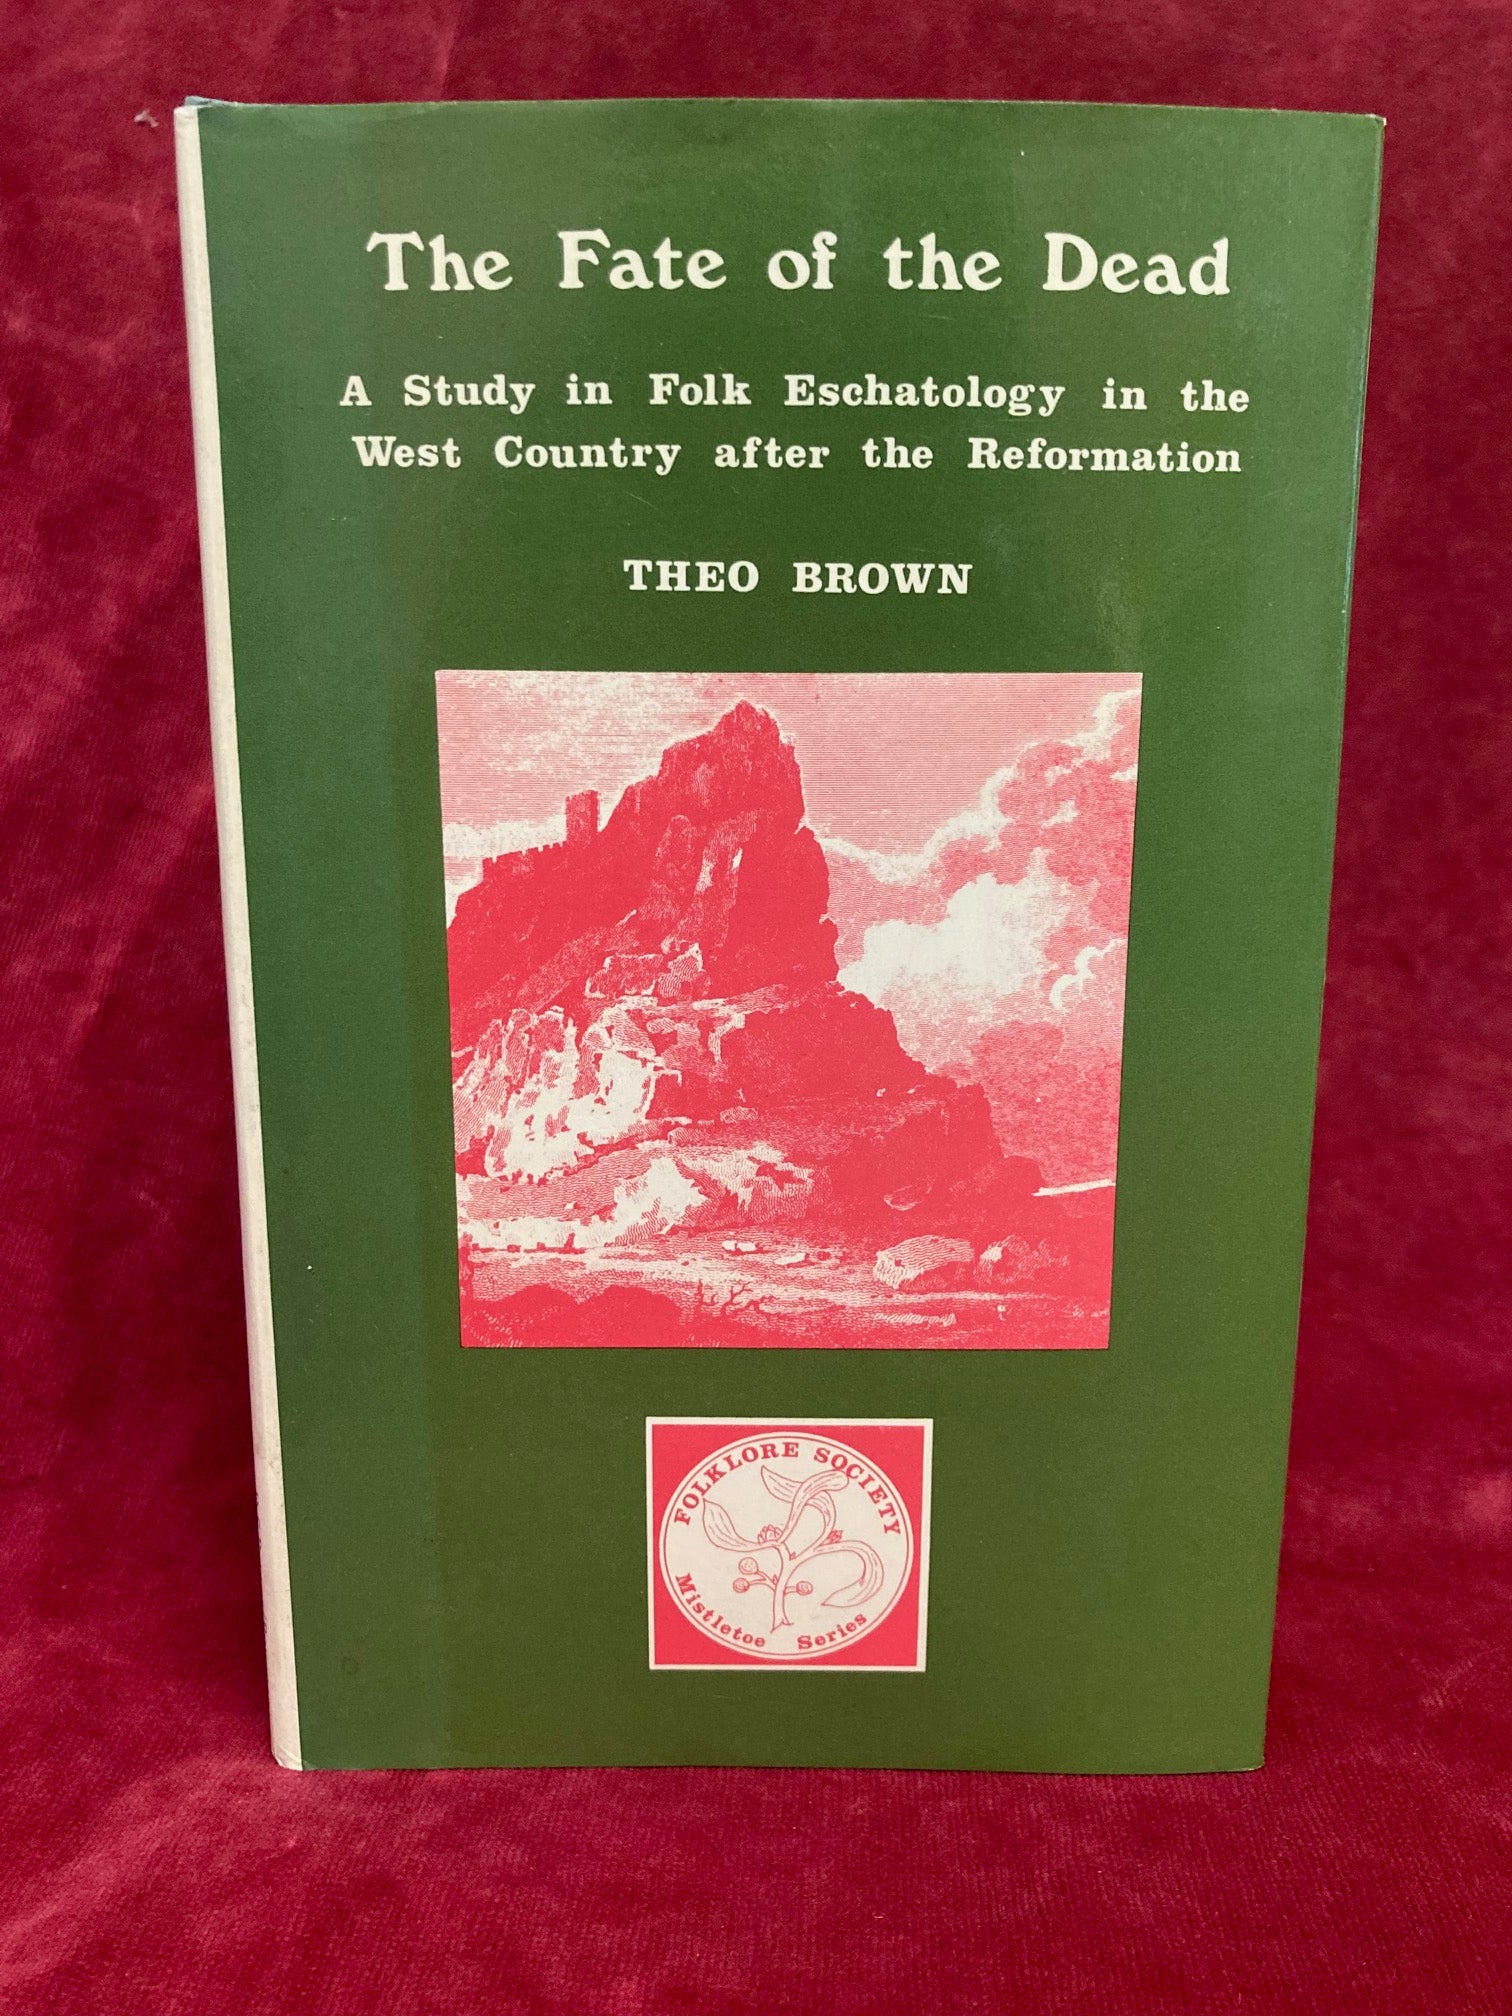 The Fate of the Dead
A Study in Folk Eschatology in the
West Country after the Reformation
THEO BROWN
FOLKLORE SOCIETY
Mistletoe Series